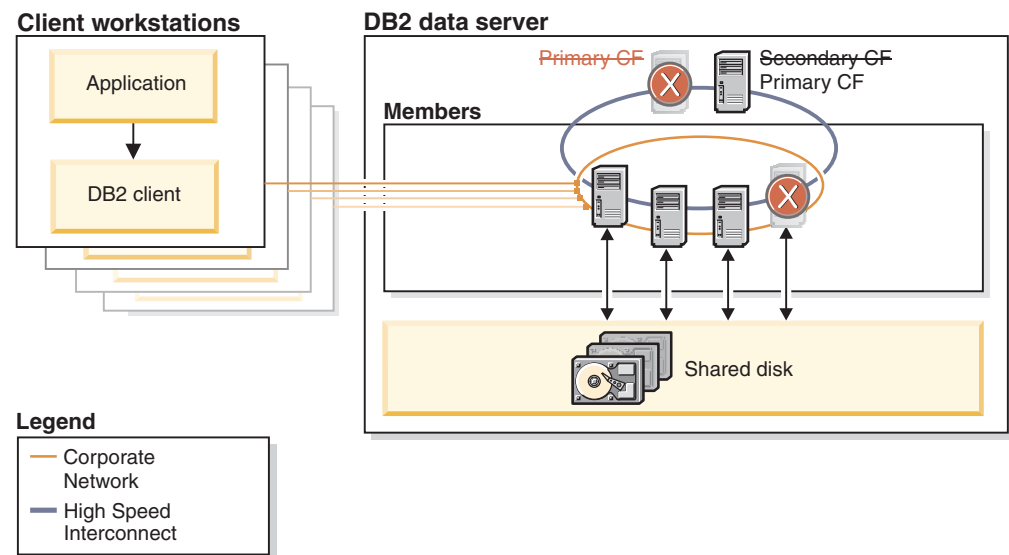 Client workstations
Application
DB2 client
DB2 data server
Primary CF
Secondary CF
Primary CF
Members
X
X
Shared disk
Legend
Corporate
Network
High Speed
Interconnect